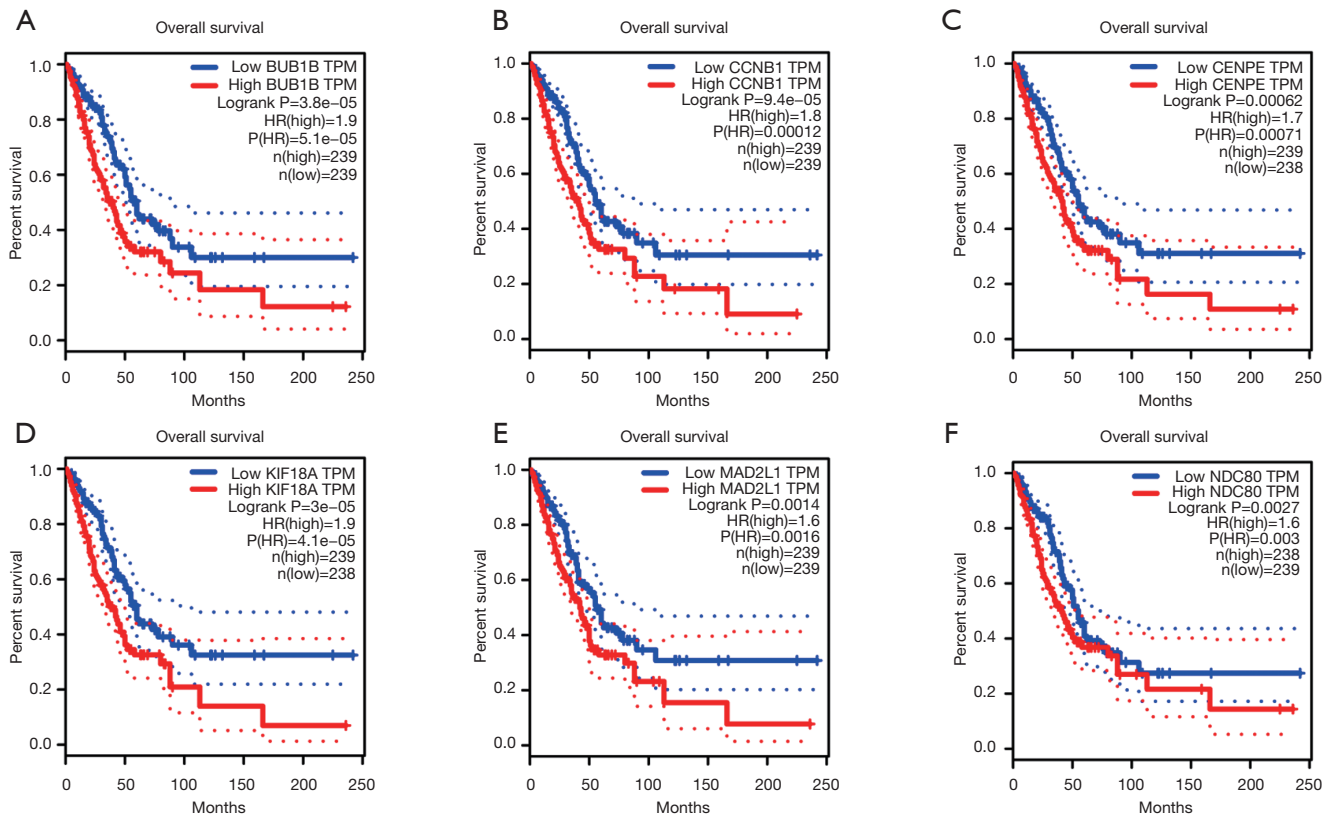 A
Overall survival
Low BUB1B TPM
High BUB1B TPM
Logrank P=3.8e−05
HR(high)=1.9
P(HR)=5.1e−05
n(high)=239
n(low)=239
Percent survival
1.0
0.8
0.6
0.4
0.2
0.0
0 50 100 150 200 250
Months
B
Overall survival
Low CCNB1 TPM
High CCNB1 TPM
Logrank P=9.4e−05
HR(high)=1.8
P(HR)=0.00012
n(high)=239
n(low)=239
Percent survival
1.0
0.8
0.6
0.4
0.2
0.0
0 50 100 150 200 250
Months
C
Overall survival
Low CENPE TPM
High CENPE TPM
Logrank P=0.00062
HR(high)=1.7
P(HR)=0.00071
n(high)=239
n(low)=238
Percent survival
1.0
0.8
0.6
0.4
0.2
0.0
0 50 100 150 200 250
Months
D
Overall survival
Low KIF18A TPM
High KIF18A TPM
Logrank P=3e−05
HR(high)=1.9
P(HR)=4.1e−05
n(high)=239
n(low)=238
Percent survival
1.0
0.8
0.6
0.4
0.2
0.0
0 50 100 150 200 250
Months
E
Overall survival
Low MAD2L1 TPM
High MAD2L1 TPM
Logrank P=0.0014
HR(high)=1.6
P(HR)=0.0016
n(high)=239
n(low)=239
Percent survival
1.0
0.8
0.6
0.4
0.2
0.0
0 50 100 150 200 250
Months
F
Overall survival
Low NDC80 TPM
High NDC80 TPM
Logrank P=0.0027
HR(high)=1.6
P(HR)=0.003
n(high)=238
n(low)=239
Percent survival
1.0
0.8
0.6
0.4
0.2
0.0
0 50 100 150 200 250
Months